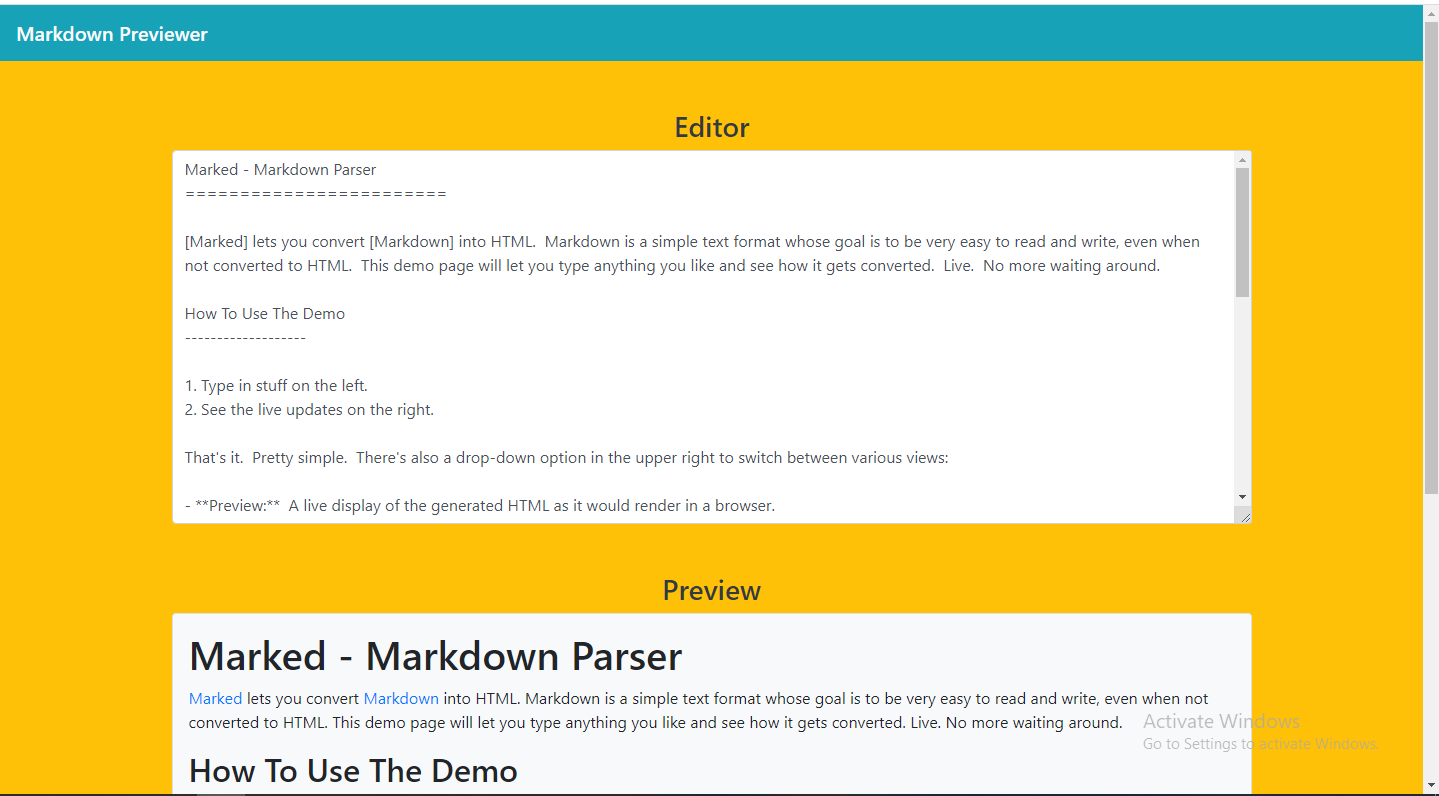 Markdown Previewer
Editor
Marked - Markdown Parser
========================
[Marked] lets you convert [Markdown] into HTML.  Markdown is a simple text format whose goal is to be very easy to read and write, even when
not converted to HTML.  This demo page will let you type anything you like and see how it gets converted.  Live.  No more waiting around.
How To Use The Demo
-------------------
1. Type in stuff on the left.
2. See the live updates on the right.
That's it.  Pretty simple.  There's also a drop-down option in the upper right to switch between various views:
- **Preview:**  A live display of the generated HTML as it would render in a browser.
Preview
Marked - Markdown Parser
Marked lets you convert Markdown into HTML. Markdown is a simple text format whose goal is to be very easy to read and write, even when not
converted to HTML. This demo page will let you type anything you like and see how it gets converted. Live. No more waiting around.
Activate Windows
Go to Settings to activate Windows.
How To Use The Demo